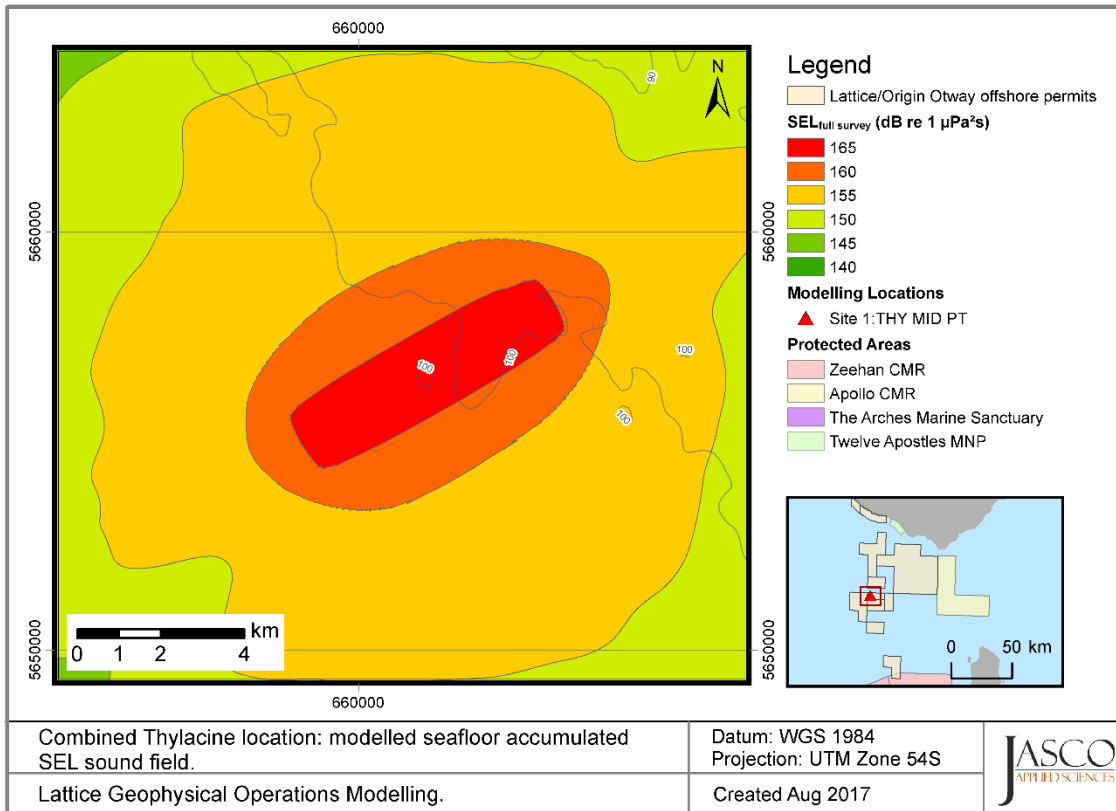 660000
N
90
5660000
5660000
100
100
100
100
km
0 1 2 4
5650000
5650000
660000
Legend
Lattice/Origin Otway offshore permits
SELfull survey (dB re 1 µPa²s)
165
160
155
150
145
140
Modelling Locations
Site 1:THY MID PT
Protected Areas
Zeehan CMR
Apollo CMR
The Arches Marine Sanctuary
Twelve Apostles MNP
0 50 km
Combined Thylacine location: modelled seafloor accumulated
SEL sound field.
Lattice Geophysical Operations Modelling.
Datum: WGS 1984
Projection: UTM Zone 54S
Created Aug 2017
JASCO
APPLIED SCIENCES